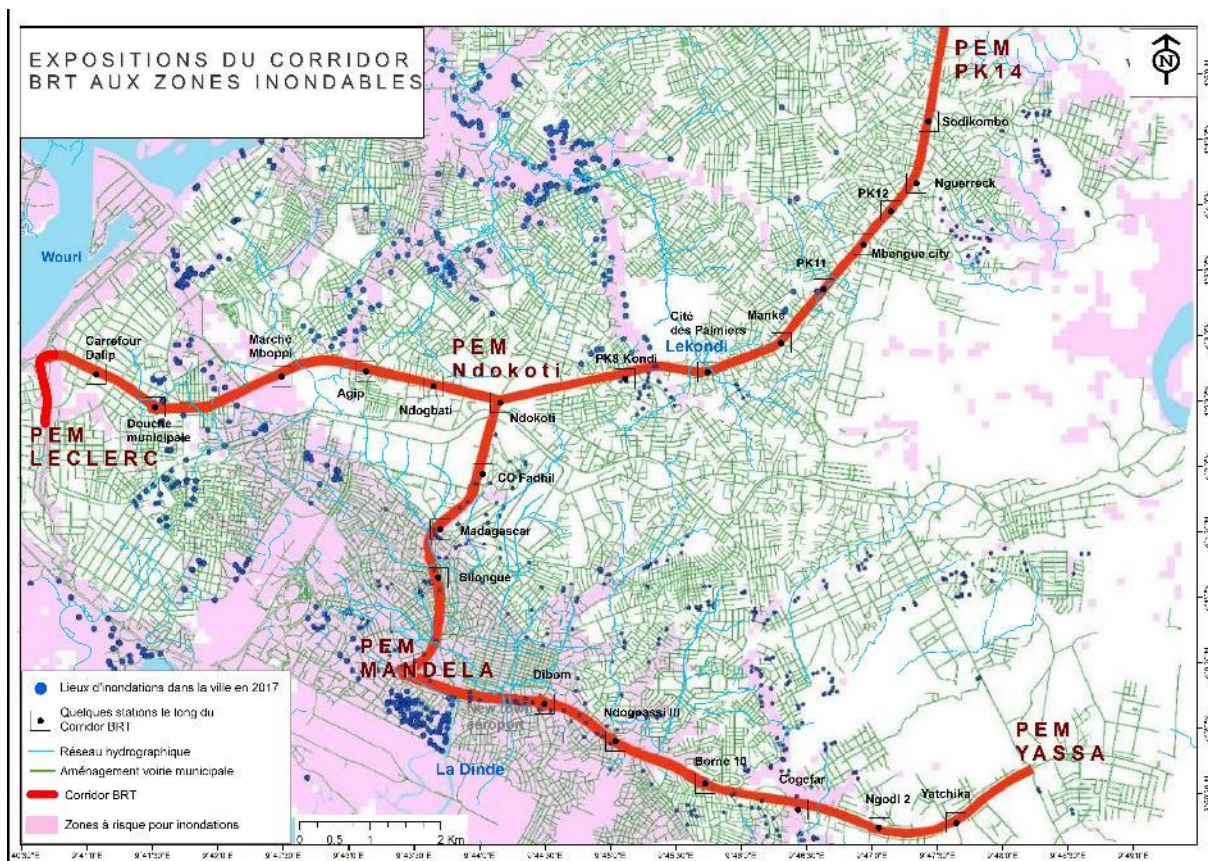 EXPOSITIONS DU CORRIDOR
BRT AUX ZONES INONDABLES
PEM
PK14
N
Sodikombo
Nguerreck
PK12
Mbengue city
PK11
Manke
Wouri
Cité
des Palmiers
Lekondi
Carrefour
Dalip
Marché
Mboppi
PEM
Ndokoti
PK8 Kondi
Agip
Ndogbati
Ndokoti
Douche
municipale
PEM
LECLERC
CO Fadhil
Madagascar
Bilongue
PEM
MANDELA
Dibom
New town
aéroport
Ndogpassi III
La Dinde
Borne 10
Cogefar
Ngodi 2
Yatchika
PEM
YASSA
Lieux d'inondations dans la ville en 2017
Quelques stations le long du
Corridor BRT
Réseau hydrographique
Aménagement voirie municipale
Corridor BRT
Zones à risque pour inondations
0 0.5 1 2 Km